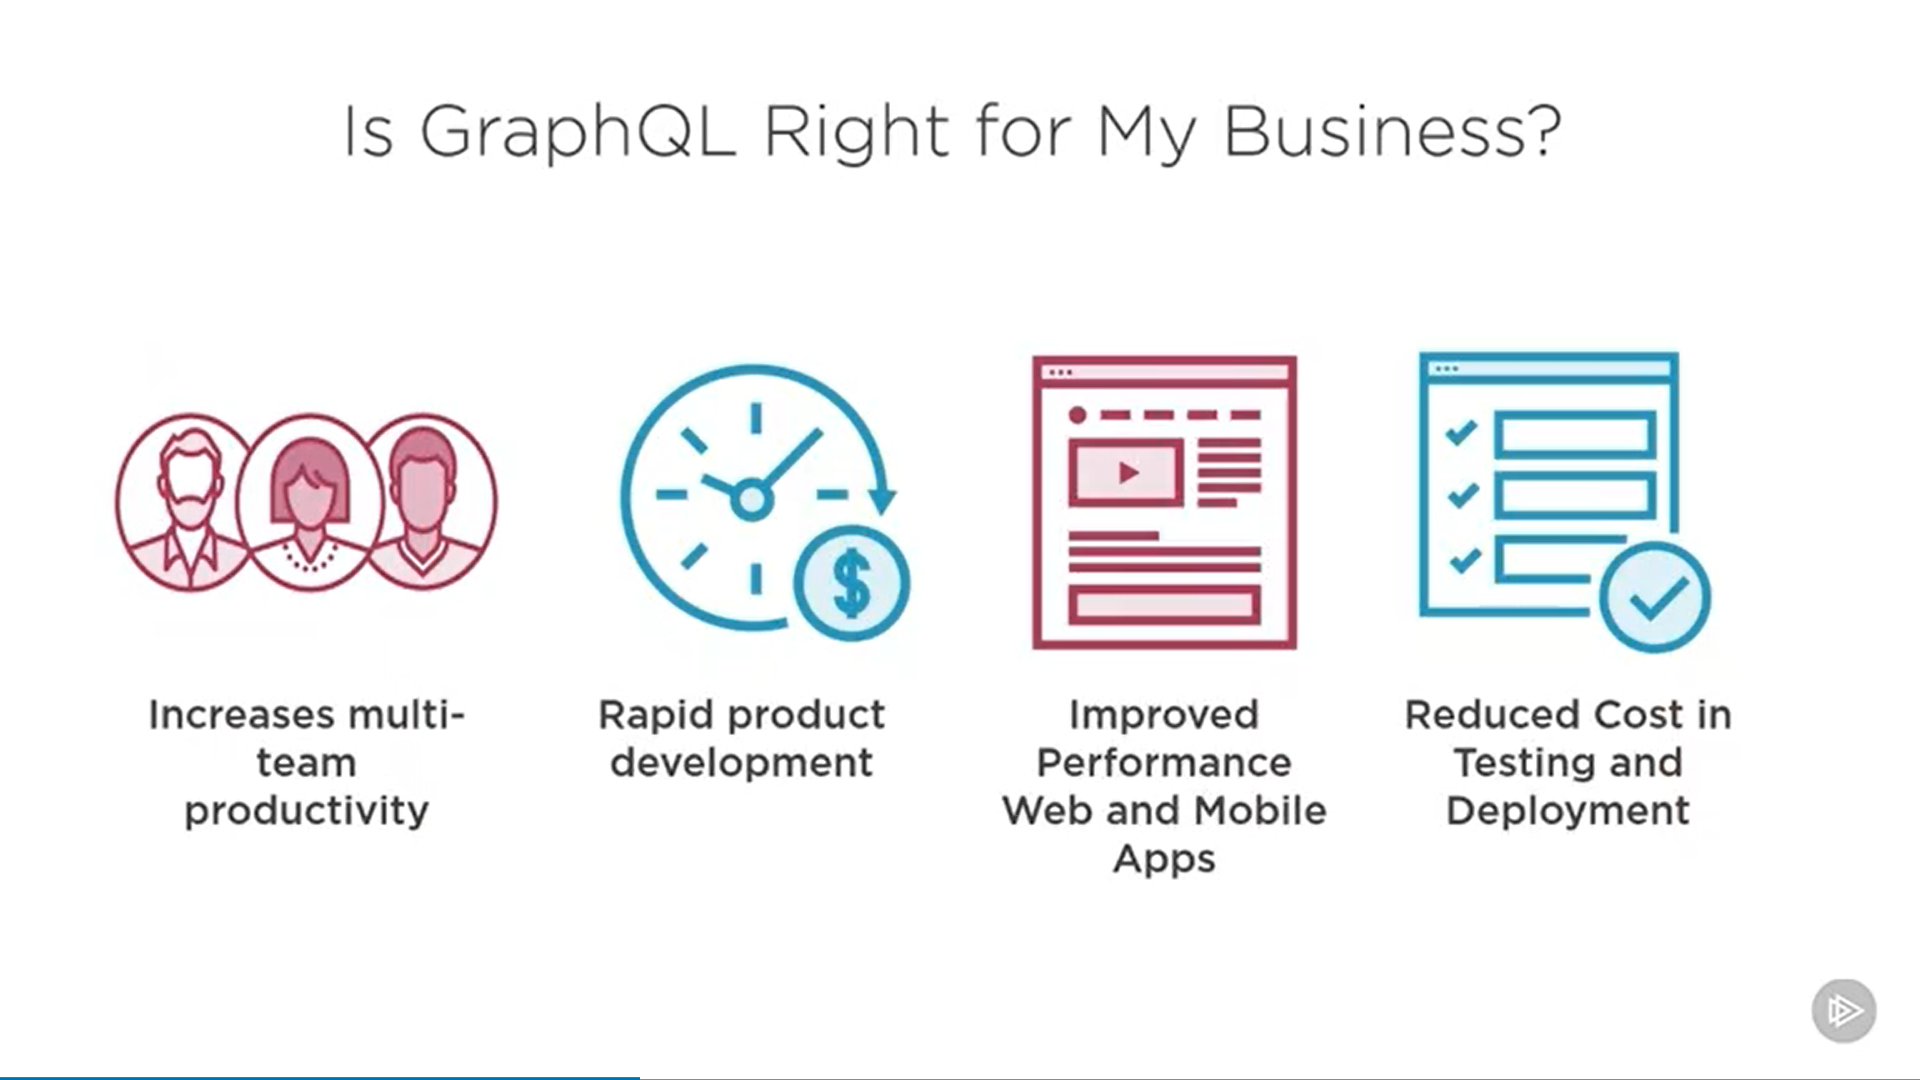 Is GraphQL Right for My Business?
Increases multi-
team
productivity
Rapid product
development
Improved
Performance
Web and Mobile
Apps
Reduced Cost in
Testing and
Deployment
$